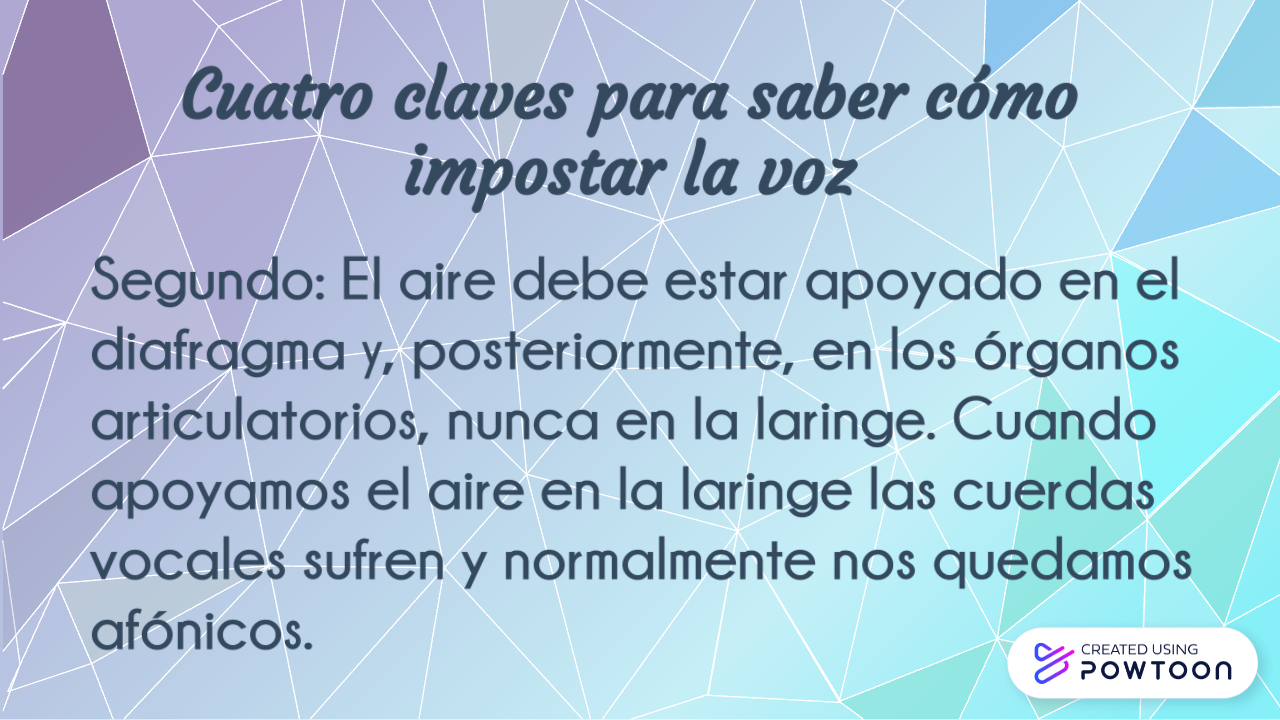 Cuatro claves para saber cómo
impostar la voz
Segundo: El aire debe estar apoyado en el
diafragma y, posteriormente, en los órganos
articulatorios, nunca en la laringe. Cuando
apoyamos el aire en la laringe las cuerdas
vocales sufren y normalmente nos quedamos
afónicos.
CREATED USING
POWTOON